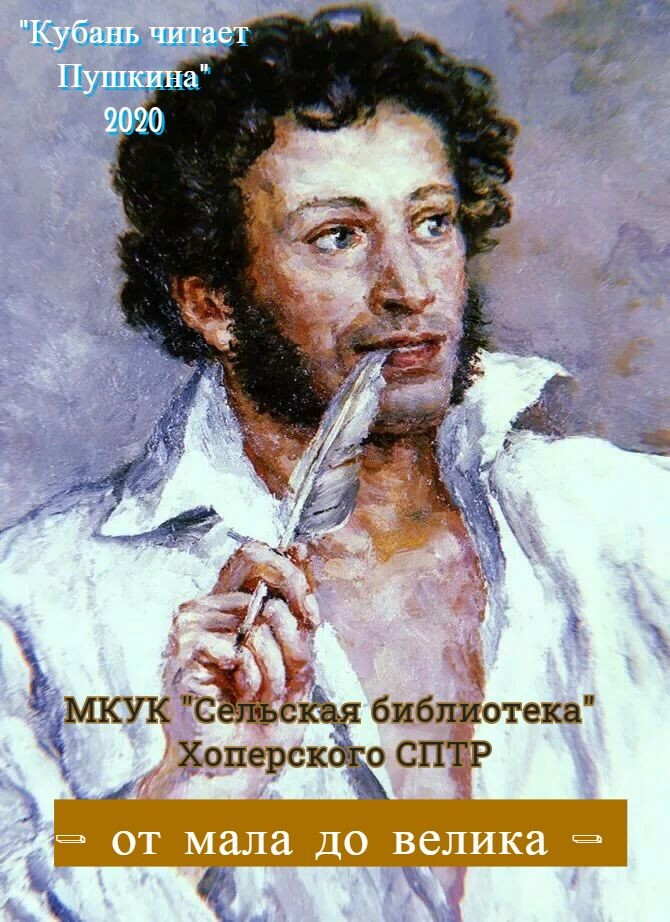 "Кубань читает
Пушкина"
2020
МКУК "Сельская библиотека"
Хоперского СПТР
- от мала до велика -